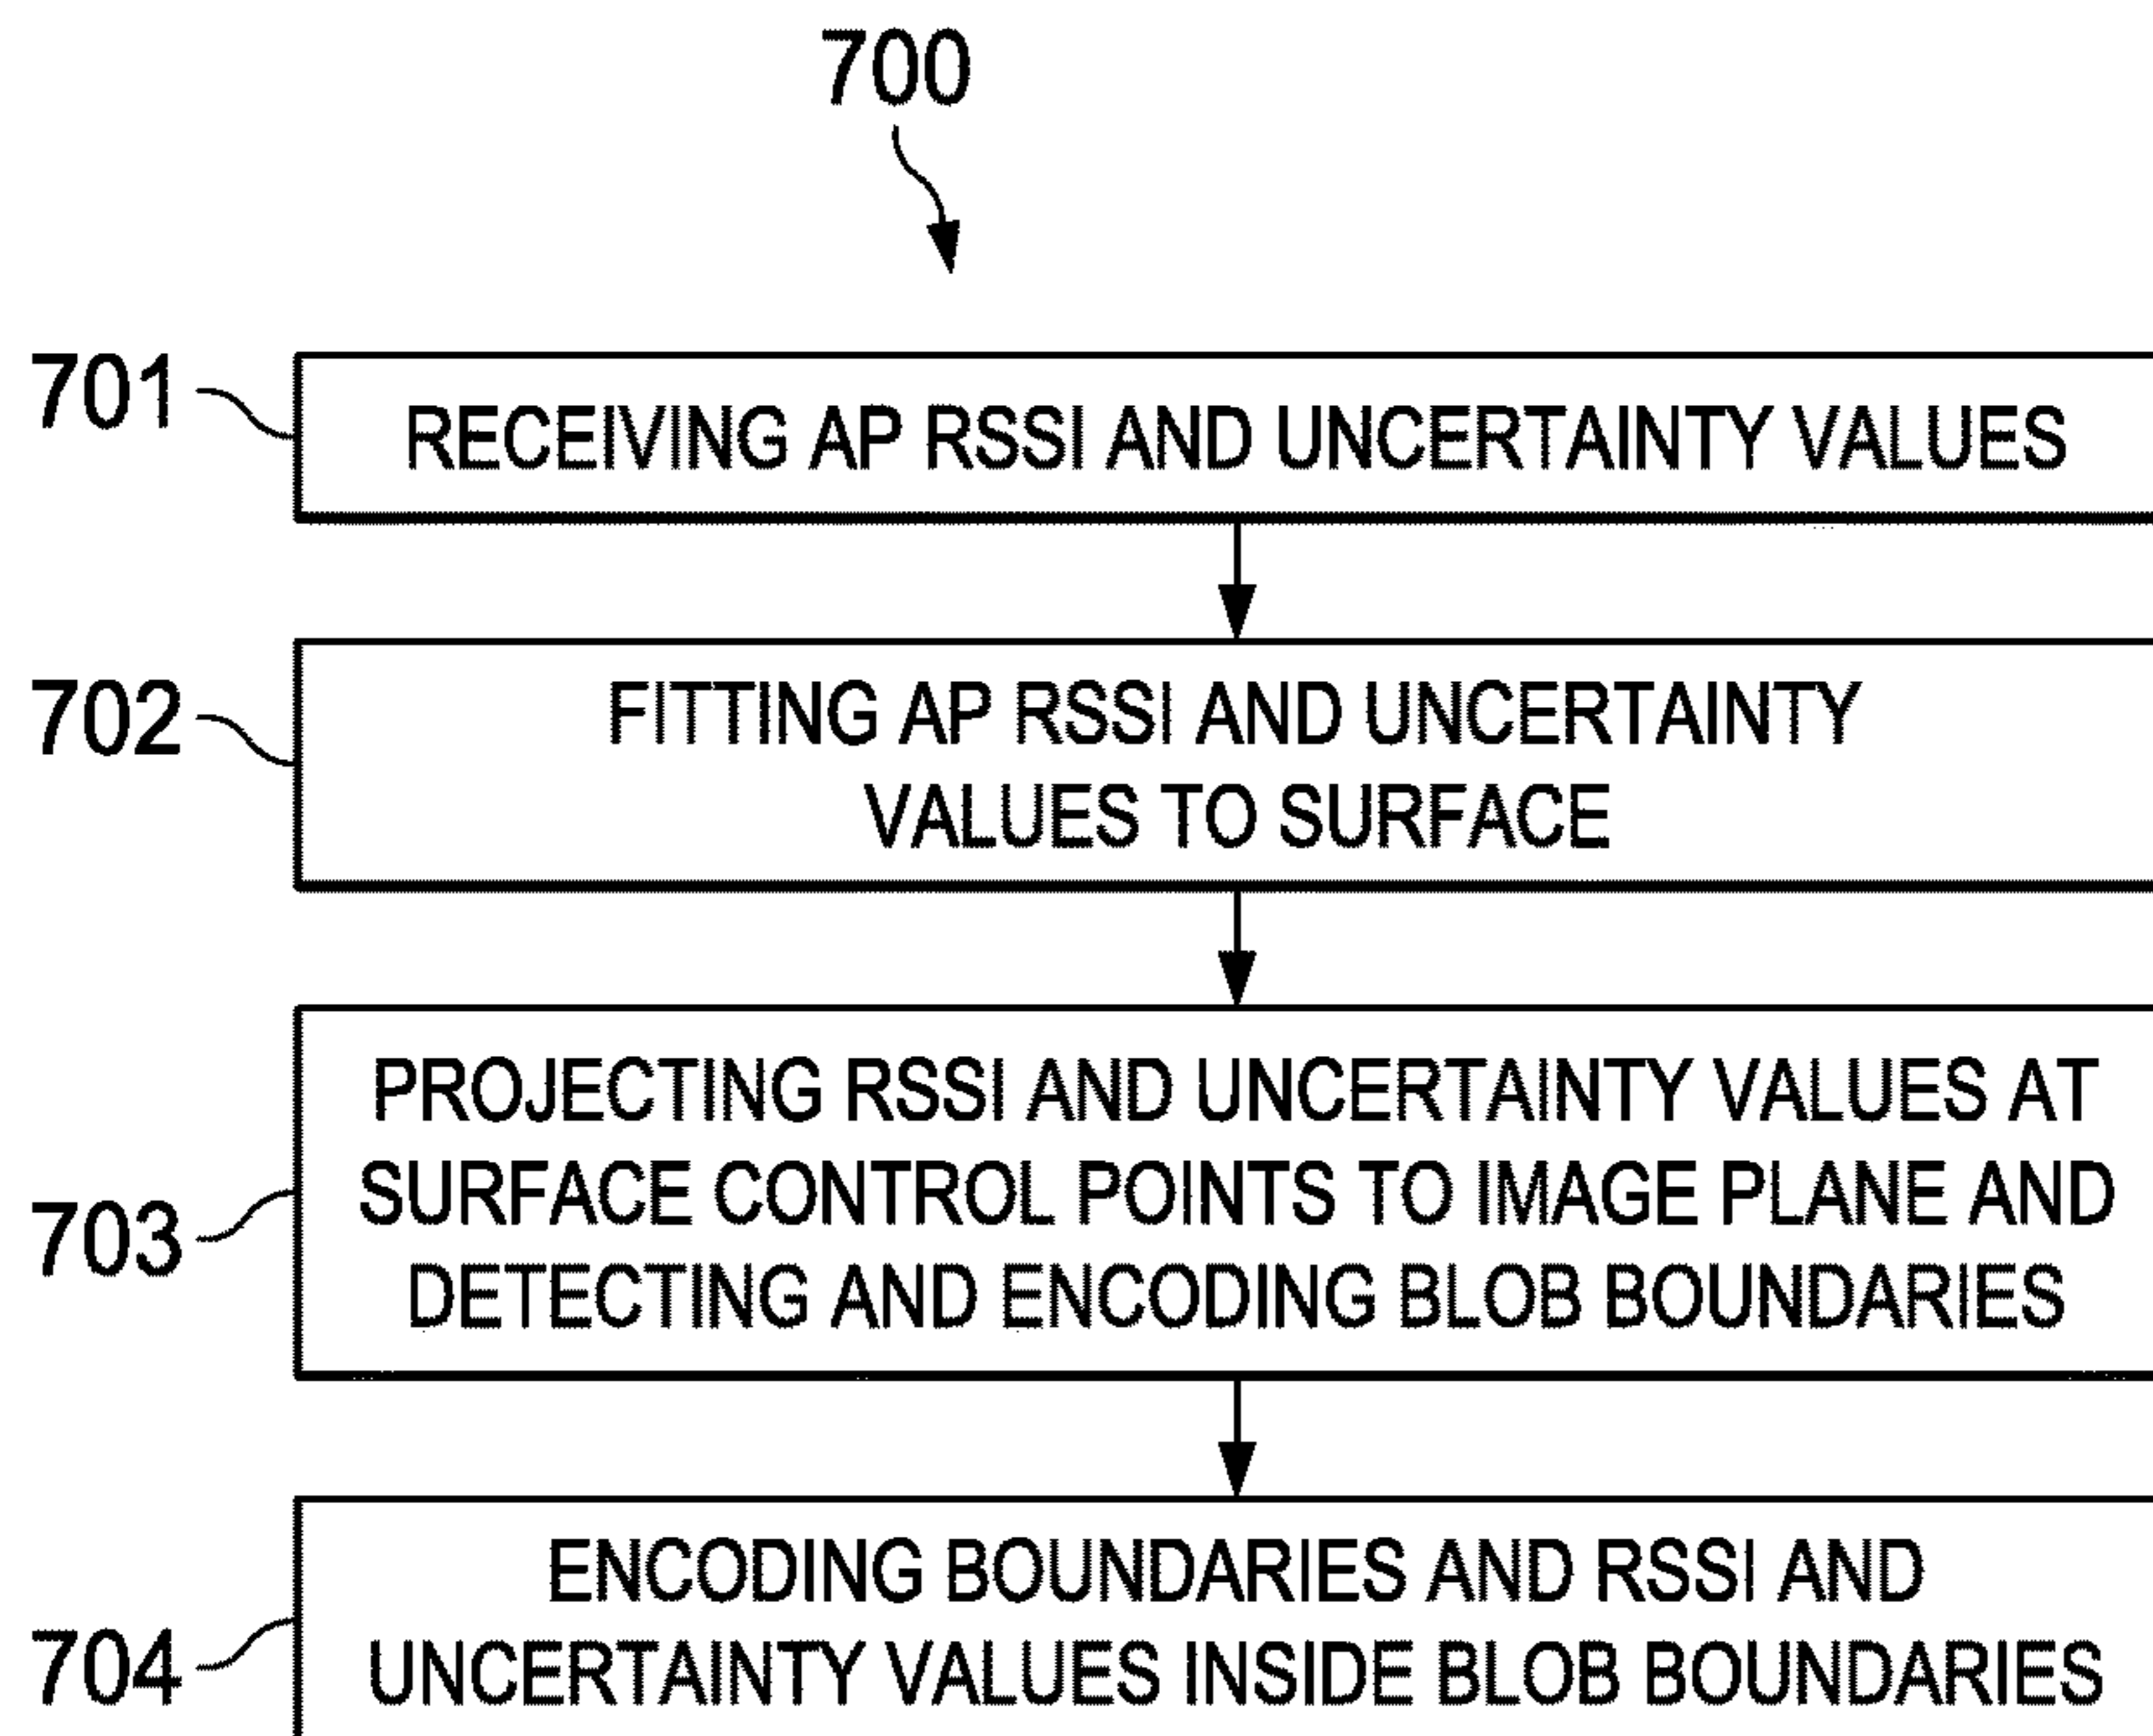 700
701
RECEIVING AP RSSI AND UNCERTAINTY VALUES
702
FITTING AP RSSI AND UNCERTAINTY
VALUES TO SURFACE
703
PROJECTING RSSI AND UNCERTAINTY VALUES AT
SURFACE CONTROL POINTS TO IMAGE PLANE AND
DETECTING AND ENCODING BLOB BOUNDARIES
704
ENCODING BOUNDARIES AND RSSI AND
UNCERTAINTY VALUES INSIDE BLOB BOUNDARIES